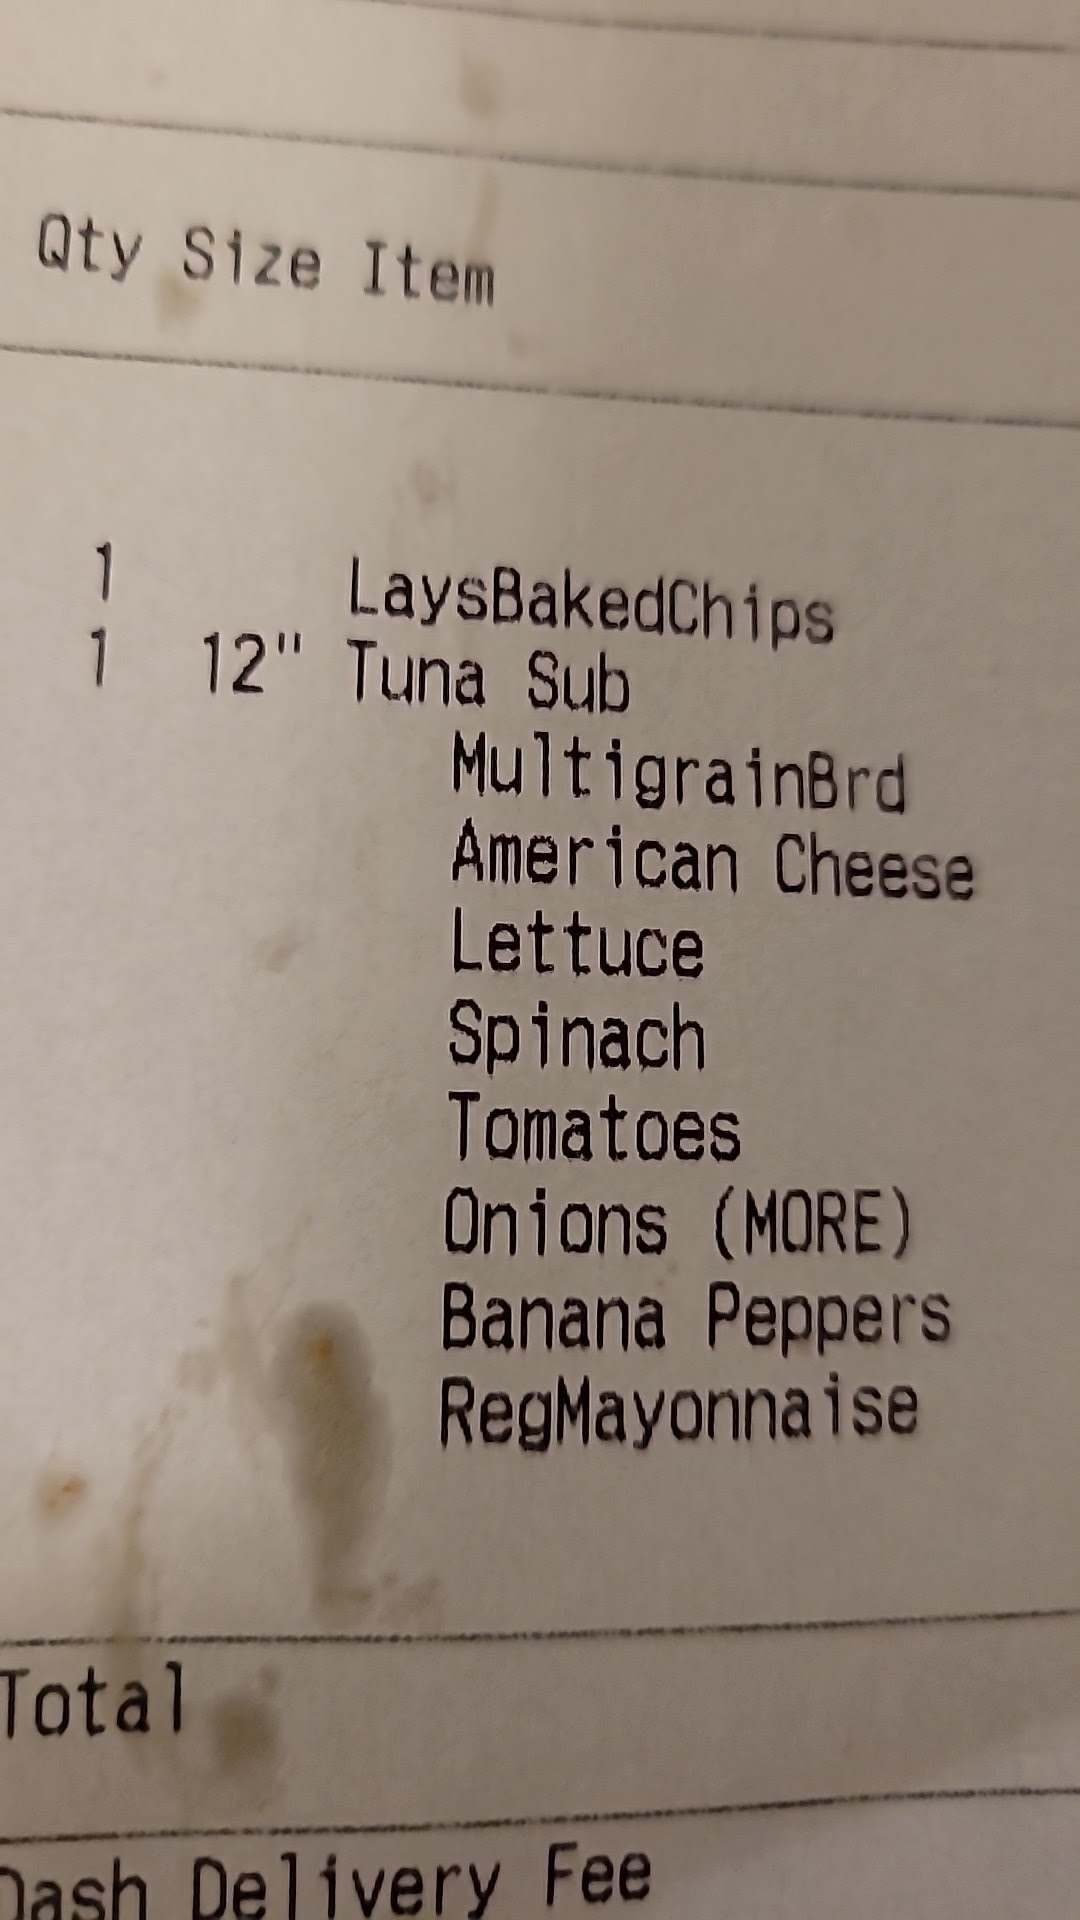 Qty Size Item
1 LaysBakedChips
1 12" Tuna Sub
MultigrainBrd
American Cheese
Lettuce
Spinach
Tomatoes
Onions (MORE)
Banana Peppers
RegMayonnaise
Total
Dash Delivery Fee